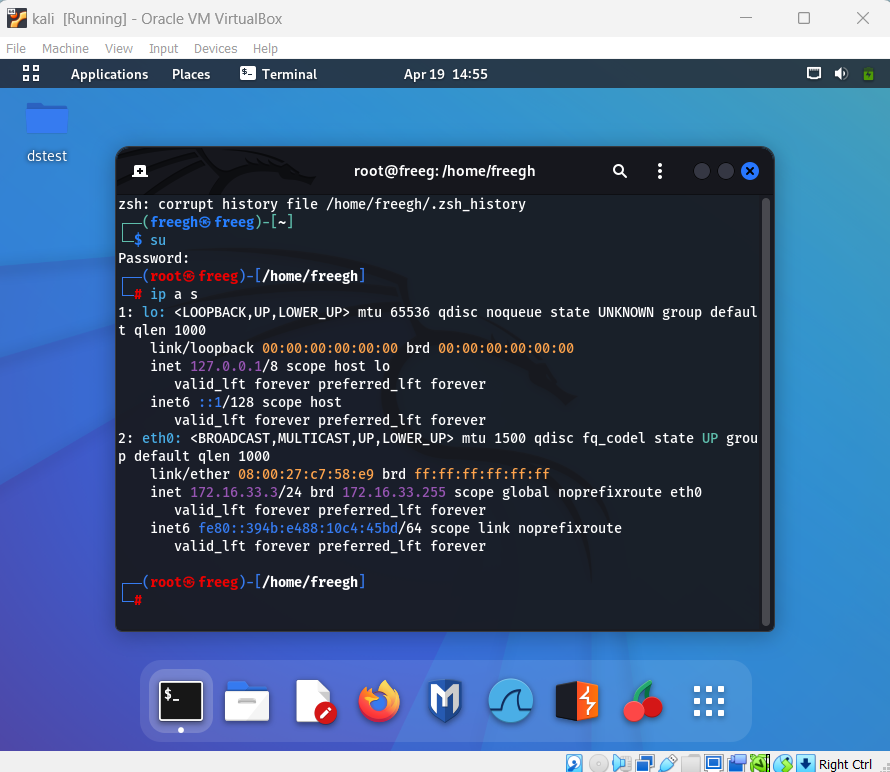 kali [Running] - Oracle VM VirtualBox
File Machine View Input Devices Help
Applications Places Terminal Apr 19 14:55
dstest
root@freeg: /home/freegh
zsh: corrupt history file /home/freegh/.zsh_history
┌──(freegh㉿freeg)-[~]
└─$ su
Password:
┌──(root㉿freeg)-[/home/freegh]
└─# ip a s
1: lo: <LOOPBACK,UP,LOWER_UP> mtu 65536 qdisc noqueue state UNKNOWN group defaul
t qlen 1000
link/loopback 00:00:00:00:00:00 brd 00:00:00:00:00:00
inet 127.0.0.1/8 scope host lo
valid_lft forever preferred_lft forever
inet6 ::1/128 scope host
valid_lft forever preferred_lft forever
2: eth0: <BROADCAST,MULTICAST,UP,LOWER_UP> mtu 1500 qdisc fq_codel state UP grou
p default qlen 1000
link/ether 08:00:27:c7:58:e9 brd ff:ff:ff:ff:ff:ff
inet 172.16.33.3/24 brd 172.16.33.255 scope global noprefixroute eth0
valid_lft forever preferred_lft forever
inet6 fe80::394b:e488:10c4:45bd/64 scope link noprefixroute
valid_lft forever preferred_lft forever
┌──(root㉿freeg)-[/home/freegh]
└─#
$_
Right Ctrl